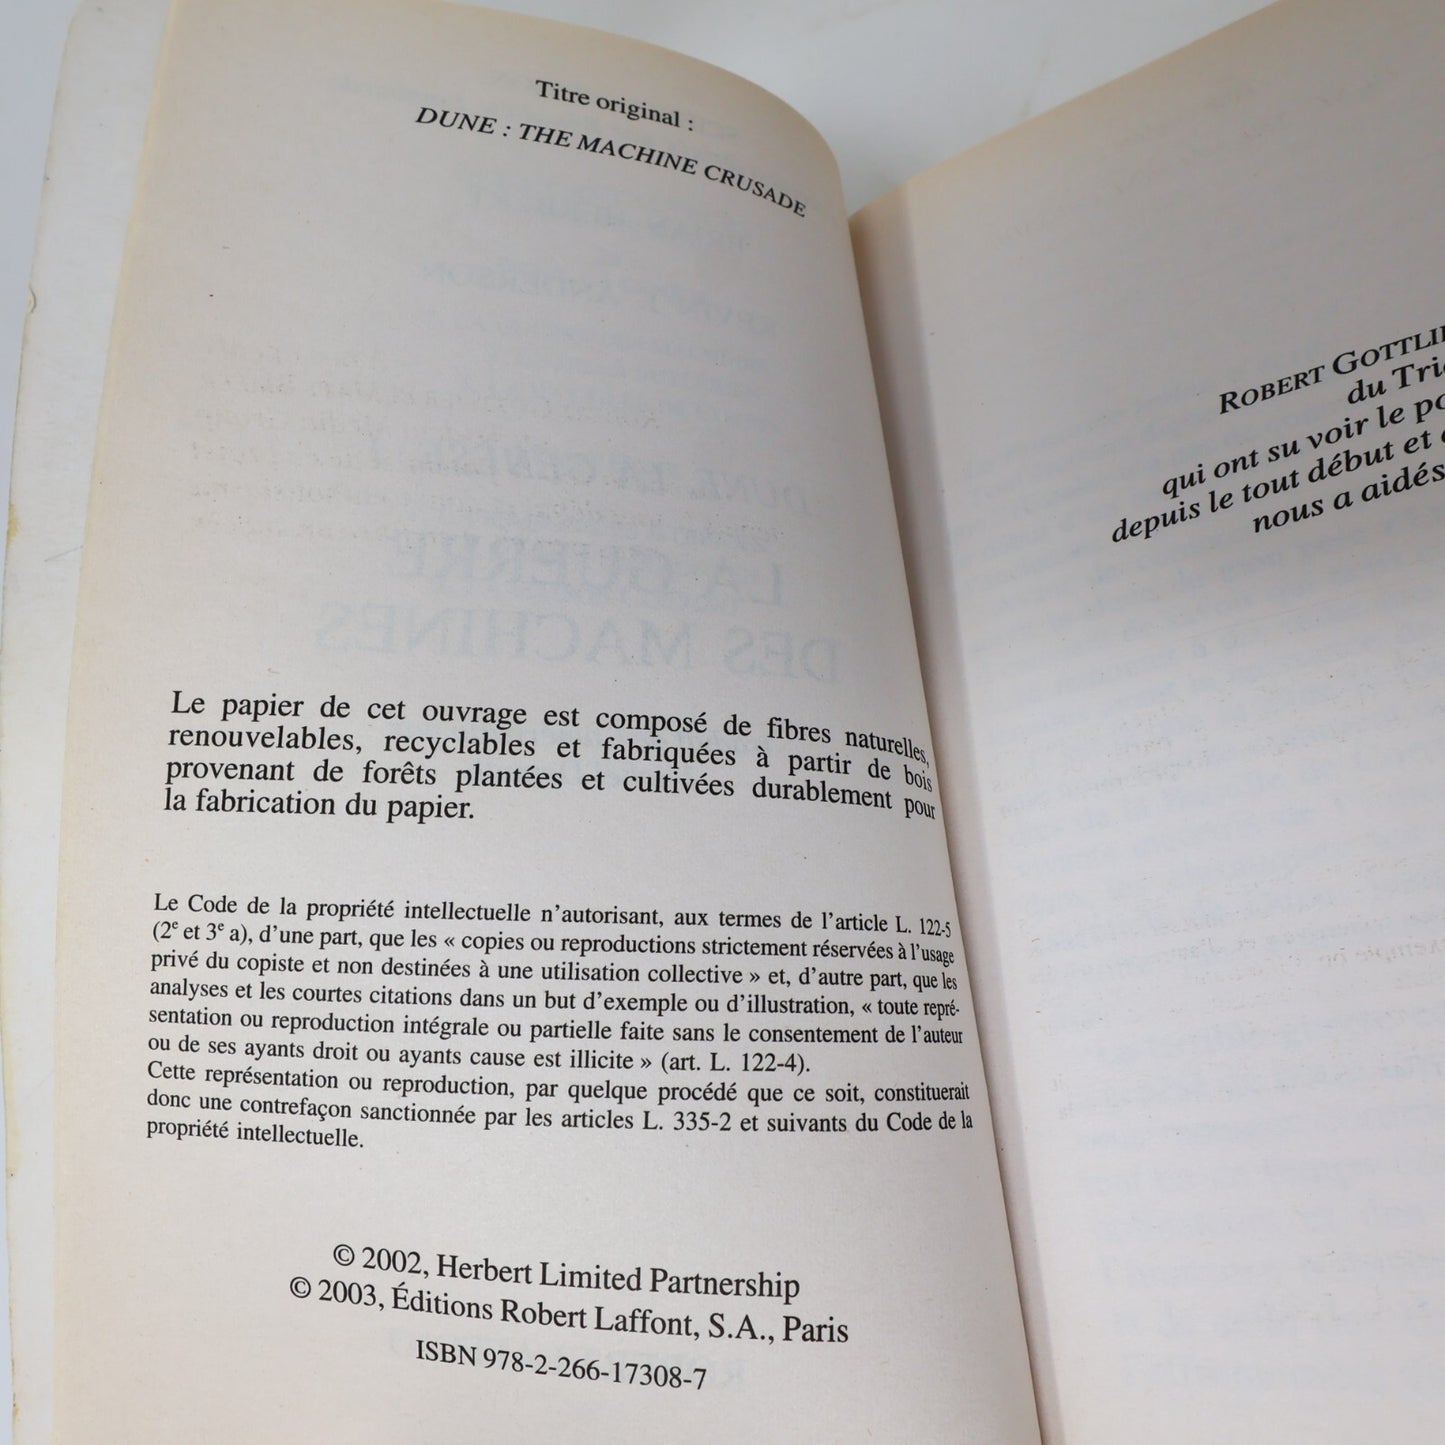 Titre original :
DUNE : THE MACHINE CRUSADE
Le papier de cet ouvrage est composé de fibres naturelles,
renouvelables, recyclables et fabriquées à partir de bois
provenant de forêts plantées et cultivées durablement pour
la fabrication du papier.
Le Code de la propriété intellectuelle n’autorisant, aux termes de l’article L. 122-5
(2e et 3e a), d’une part, que les « copies ou reproductions strictement réservées à l’usage
privé du copiste et non destinées à une utilisation collective » et, d’autre part, que les
analyses et les courtes citations dans un but d’exemple ou d’illustration, « toute repré-
sentation ou reproduction intégrale ou partielle faite sans le consentement de l’auteur
ou de ses ayants droit ou ayants cause est illicite » (art. L. 122-4).
Cette représentation ou reproduction, par quelque procédé que ce soit, constituerait
donc une contrefaçon sanctionnée par les articles L. 335-2 et suivants du Code de la
propriété intellectuelle.
© 2002, Herbert Limited Partnership
© 2003, Éditions Robert Laffont, S.A., Paris
ISBN 978-2-266-17308-7
ROBERT
du
qui ont su voir le
depuis le tout début et
nous a